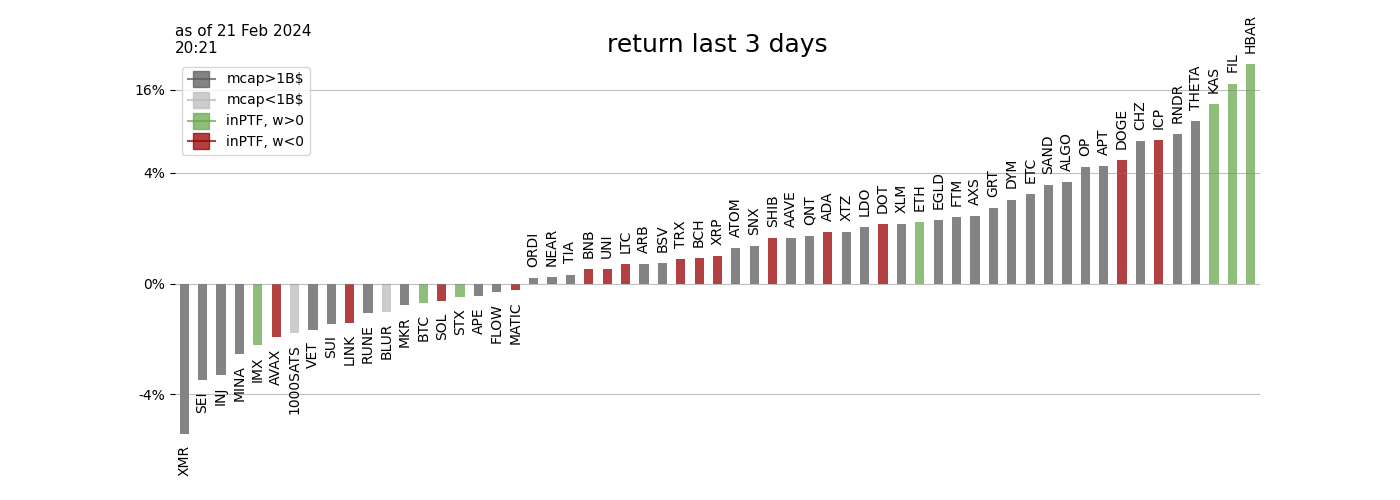 as of 21 Feb 2024
20:21
return last 3 days
mcap>1B$
mcap<1B$
inPTF, w>0
inPTF, w<0
16%
4%
0%
-4%
XMR
SEI
INJ
MINA
IMX
AVAX
1000SATS
VET
SUI
LINK
RUNE
BLUR
MKR
BTC
SOL
STX
APE
FLOW
MATIC
ORDI
NEAR
TIA
BNB
UNI
LTC
ARB
BSV
TRX
BCH
XRP
ATOM
SNX
SHIB
AAVE
QNT
ADA
XTZ
LDO
DOT
XLM
ETH
EGLD
FTM
AXS
GRT
DYM
ETC
SAND
ALGO
OP
APT
DOGE
CHZ
ICP
RNDR
THETA
KAS
FIL
HBAR